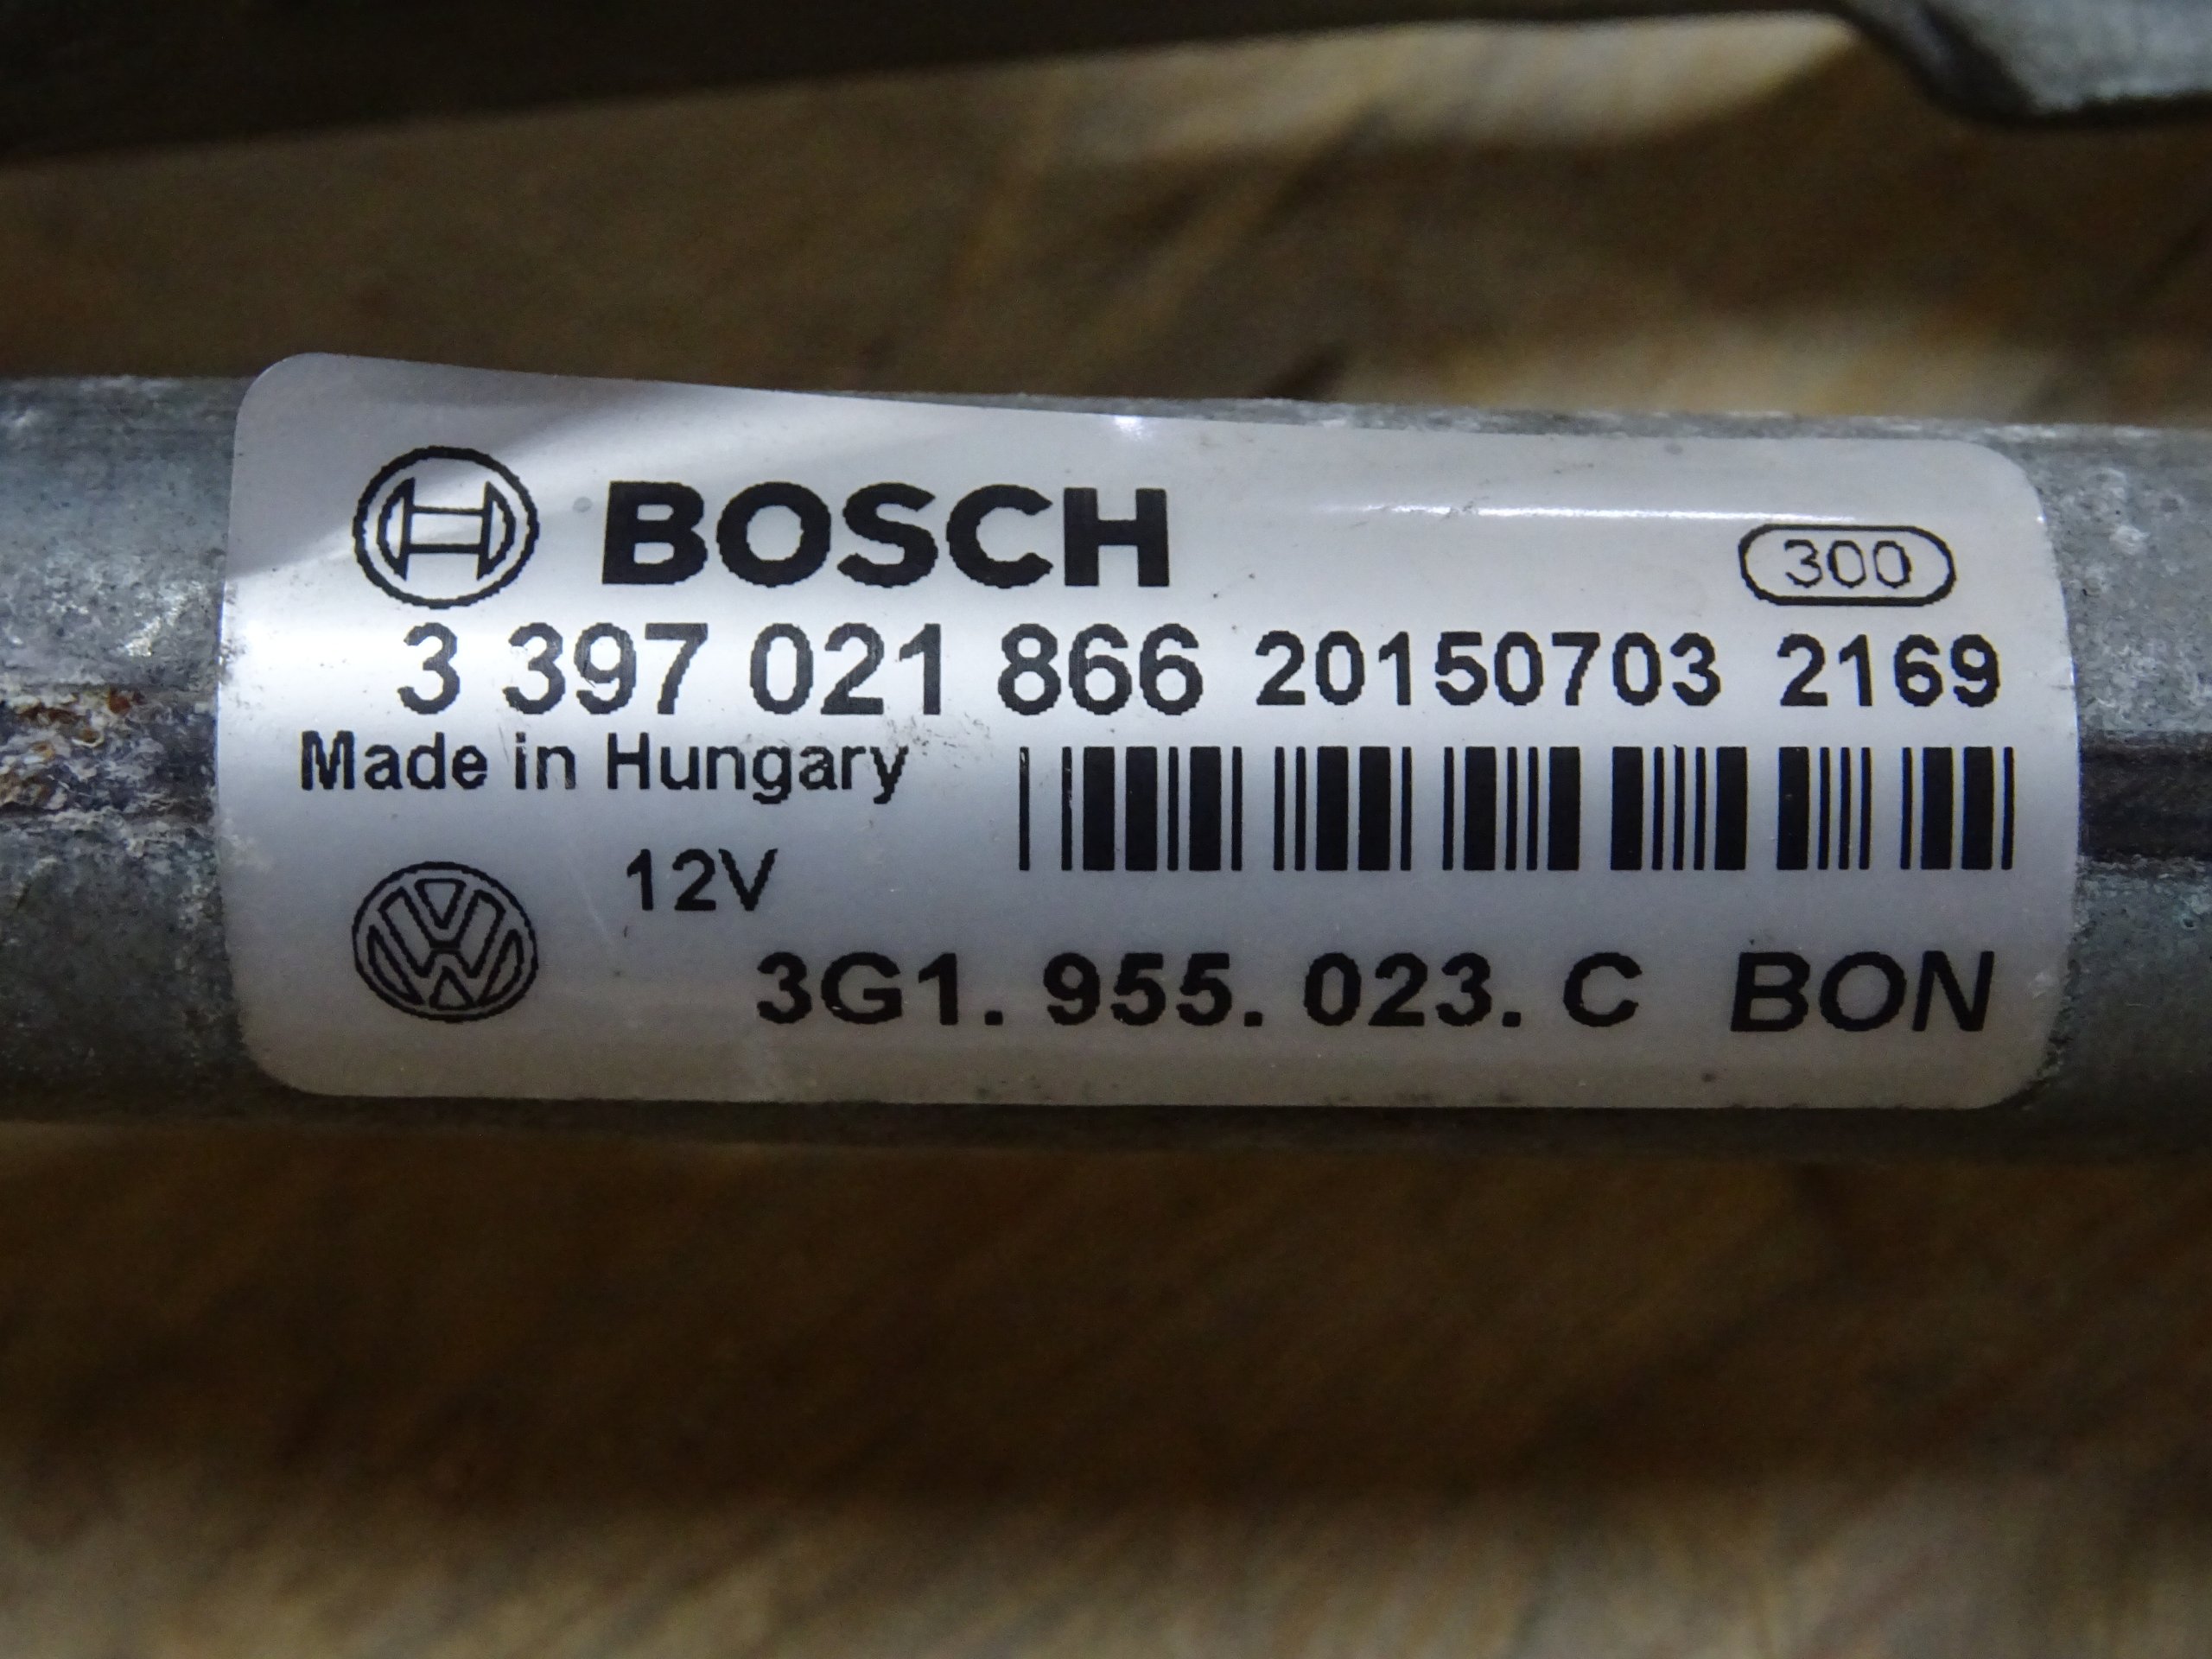 BOSCH
300
3 397 021 866 20150703 2169
Made in Hungary
12V
3G1. 955. 023. C BON